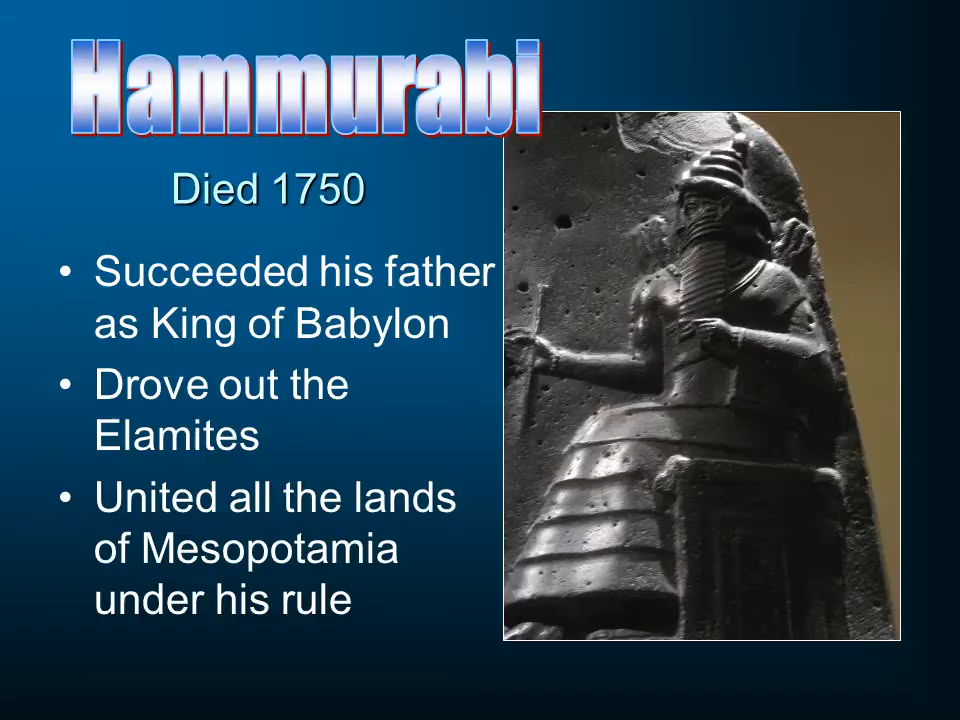 Hammurabi
Died 1750
• Succeeded his father
as King of Babylon
• Drove out the
Elamites
• United all the lands
of Mesopotamia
under his rule